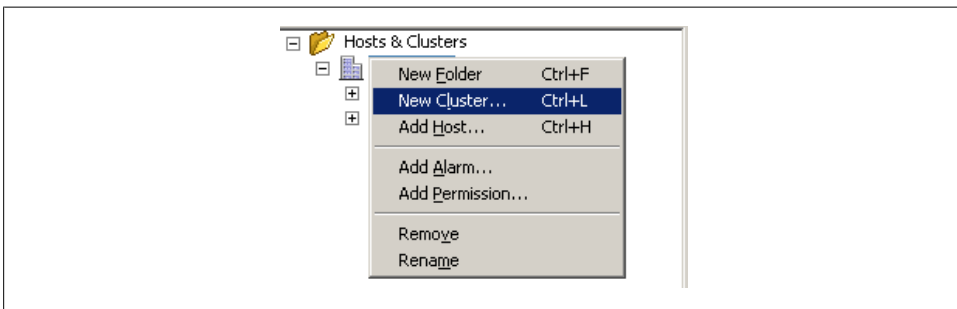 Hosts & Clusters
New Folder Ctrl+F
New Cluster... Ctrl+L
Add Host... Ctrl+H
Add Alarm...
Add Permission...
Remove
Rename